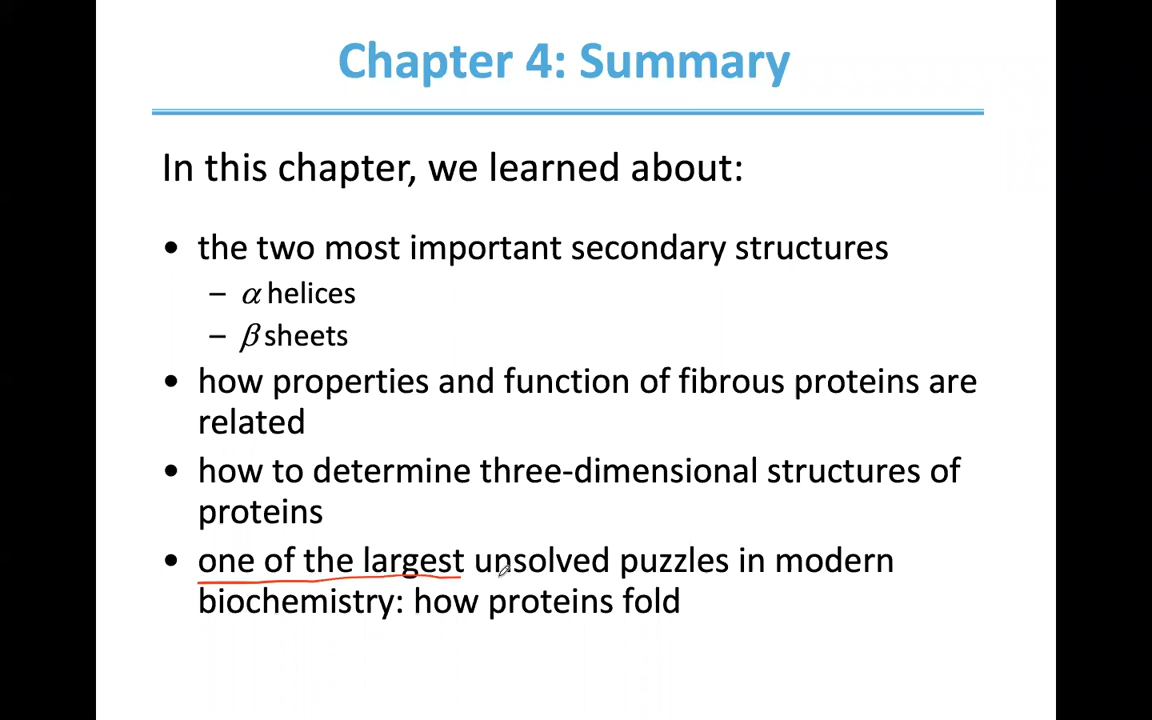 Chapter 4: Summary
In this chapter, we learned about:
• the two most important secondary structures
– α helices
– β sheets
• how properties and function of fibrous proteins are
related
• how to determine three-dimensional structures of
proteins
• one of the largest unsolved puzzles in modern
biochemistry: how proteins fold